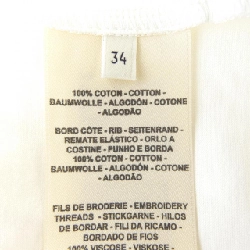 34
100% COTON - COTTON -
BAUMWOLLE - ALGODÓN - COTONE
- ALGODÃO
BORD CÔTE - RIB - SEITENRAND -
REMATE ELÁSTICO - ORLO A
COSTINE - PUNHO E BORDA
100% COTON - COTTON -
BAUMWOLLE - ALGODÓN - COTONE
- ALGODÃO
FILS DE BRODERIE - EMBROIDERY
THREADS - STICKGARNE - HILOS
DE BORDAR - FILI DA RICAMO -
BORDADO DE FIOS
100% VISCOSE - VISKOSE -